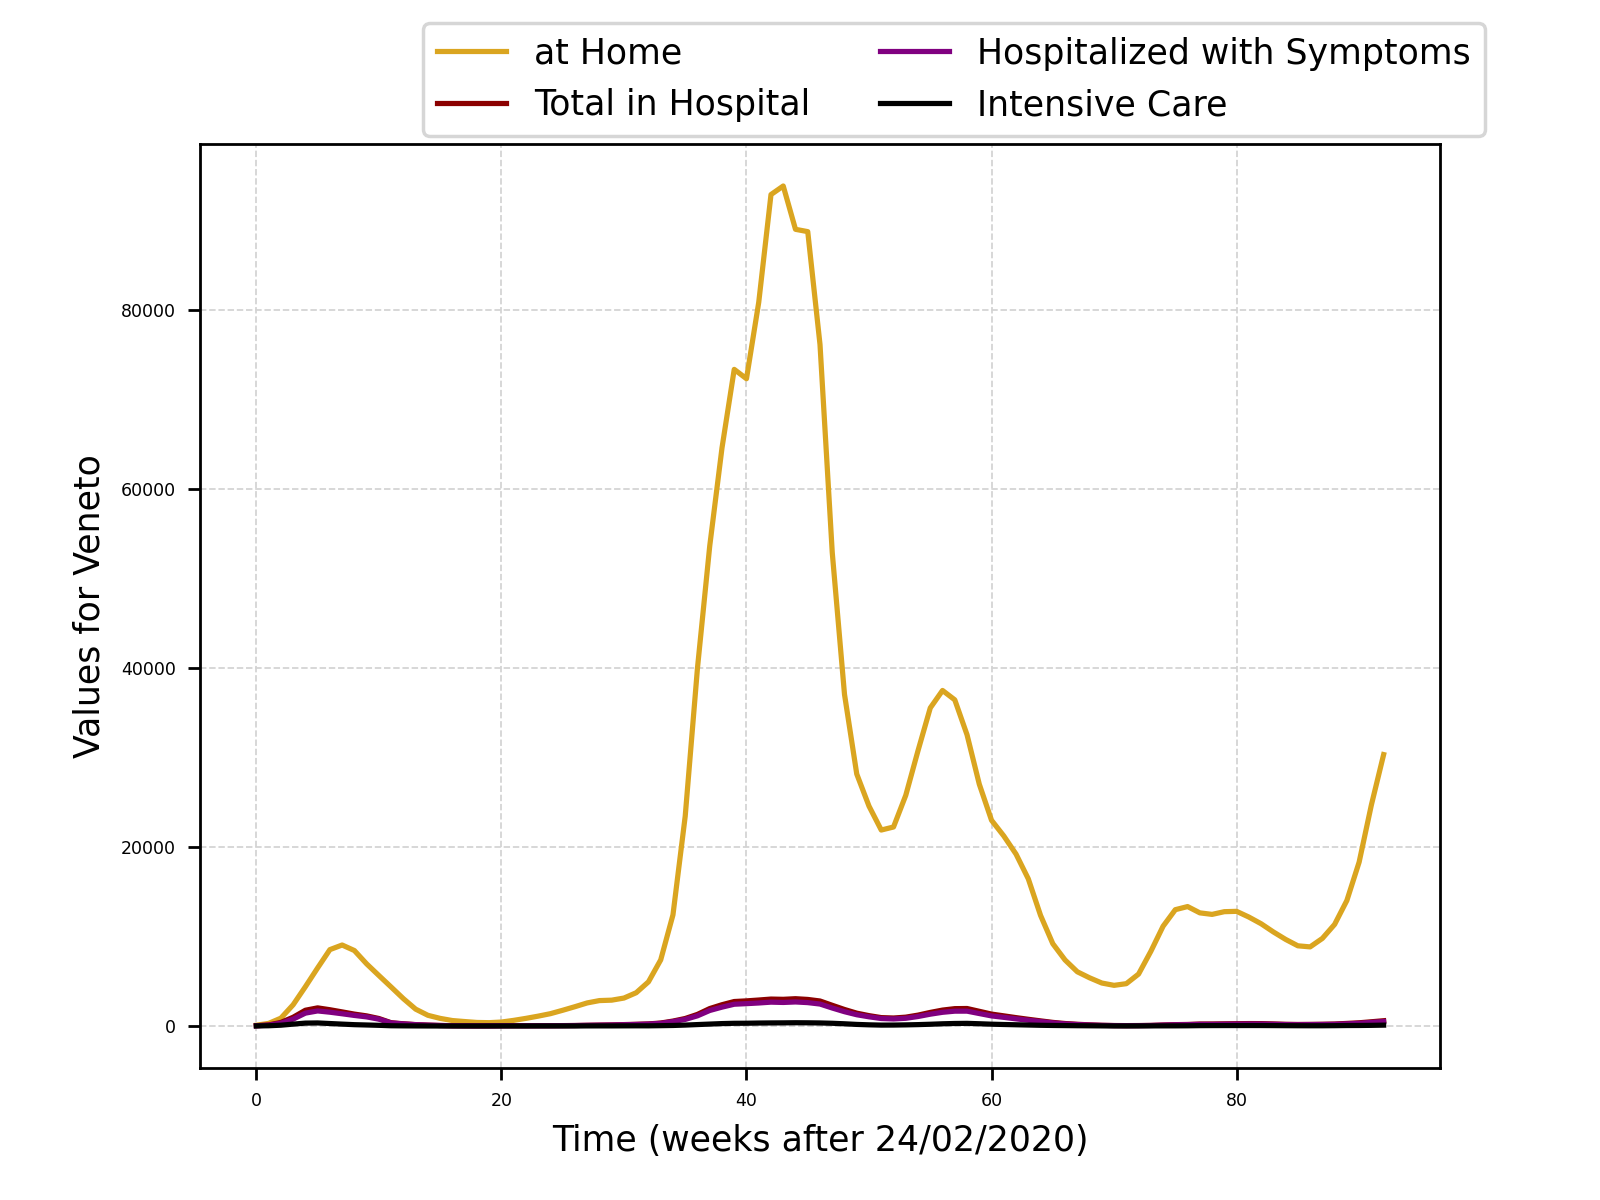 at Home
Total in Hospital
Hospitalized with Symptoms
Intensive Care
Values for Veneto
80000
60000
40000
20000
0
0 20 40 60 80
Time (weeks after 24/02/2020)